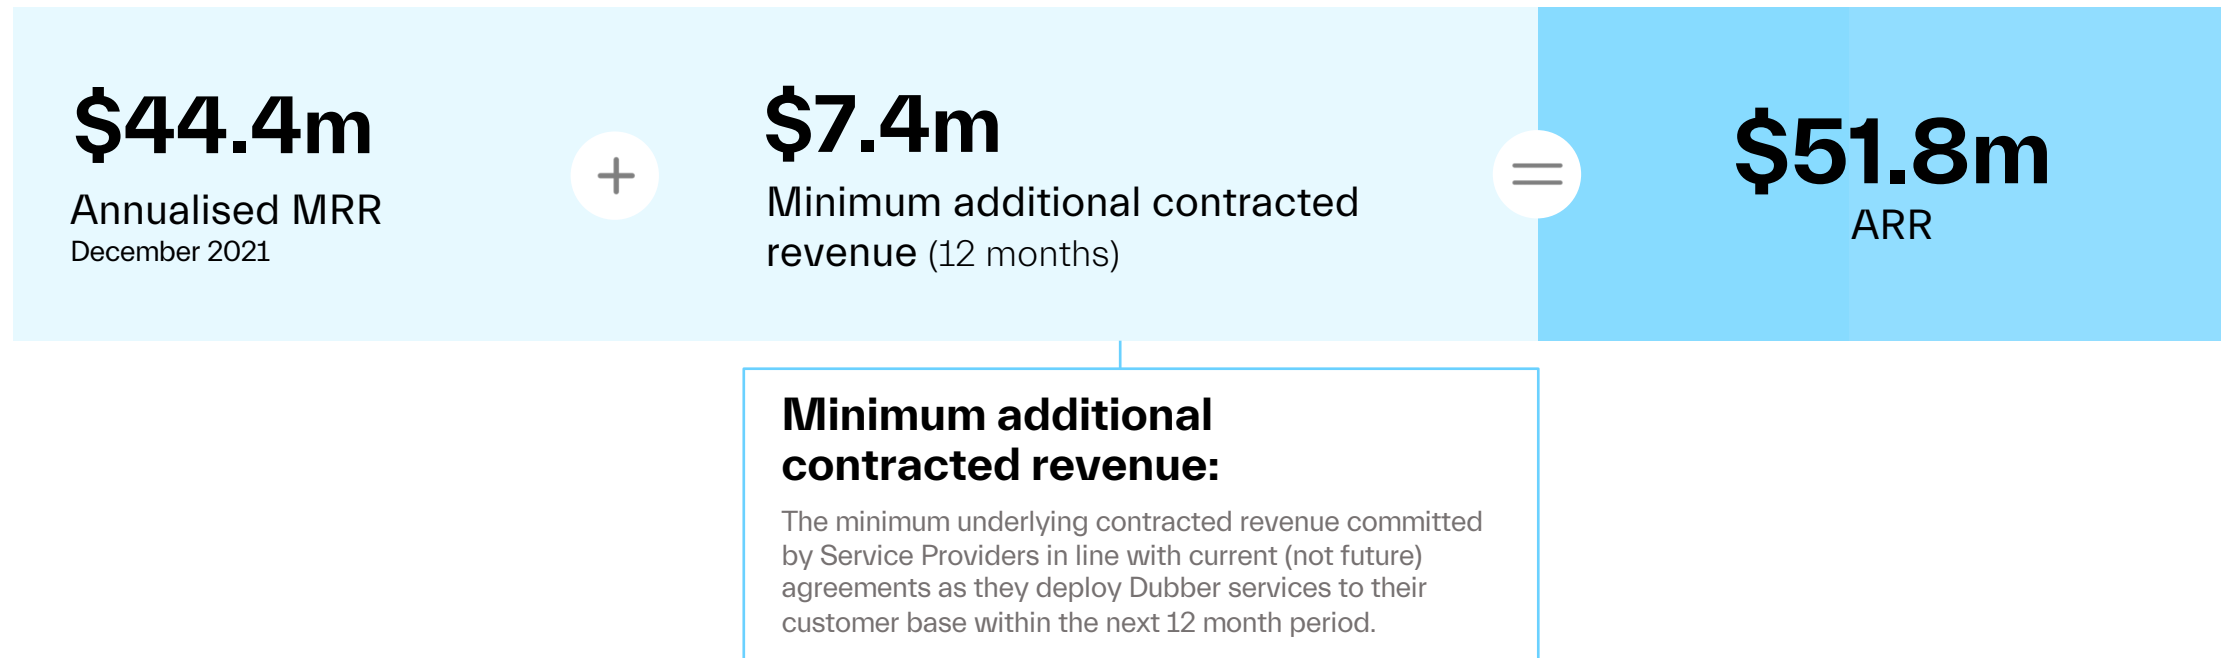 $44.4m
Annualised MRR
December 2021
+
$7.4m
Minimum additional contracted
revenue (12 months)
=
$51.8m
ARR
Minimum additional
contracted revenue:
The minimum underlying contracted revenue committed
by Service Providers in line with current (not future)
agreements as they deploy Dubber services to their
customer base within the next 12 month period.